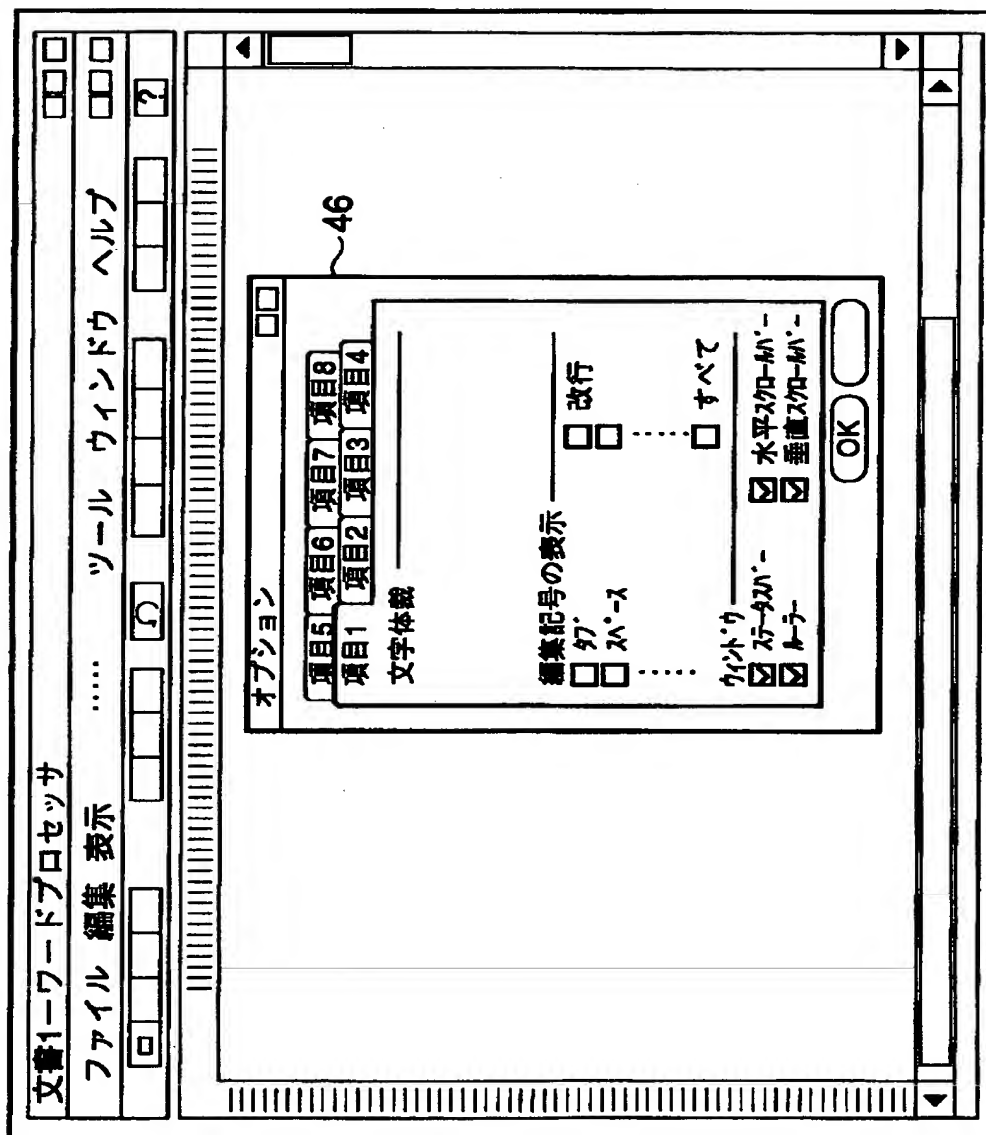 文書1ーワードプロセッサ
ファイル 編集 表示 ····· ツール ウィンドウ ヘルプ
?
46
オプション
項目5 項目6 項目7 項目8
項目1 項目2 項目3 項目4
文字体裁
編集記号の表示
タブ 改行
スペース
····· ····· すべて
ウィンドウ
ステータスバー 水平スクロールバー
ルーラー 垂直スクロールバー
OK